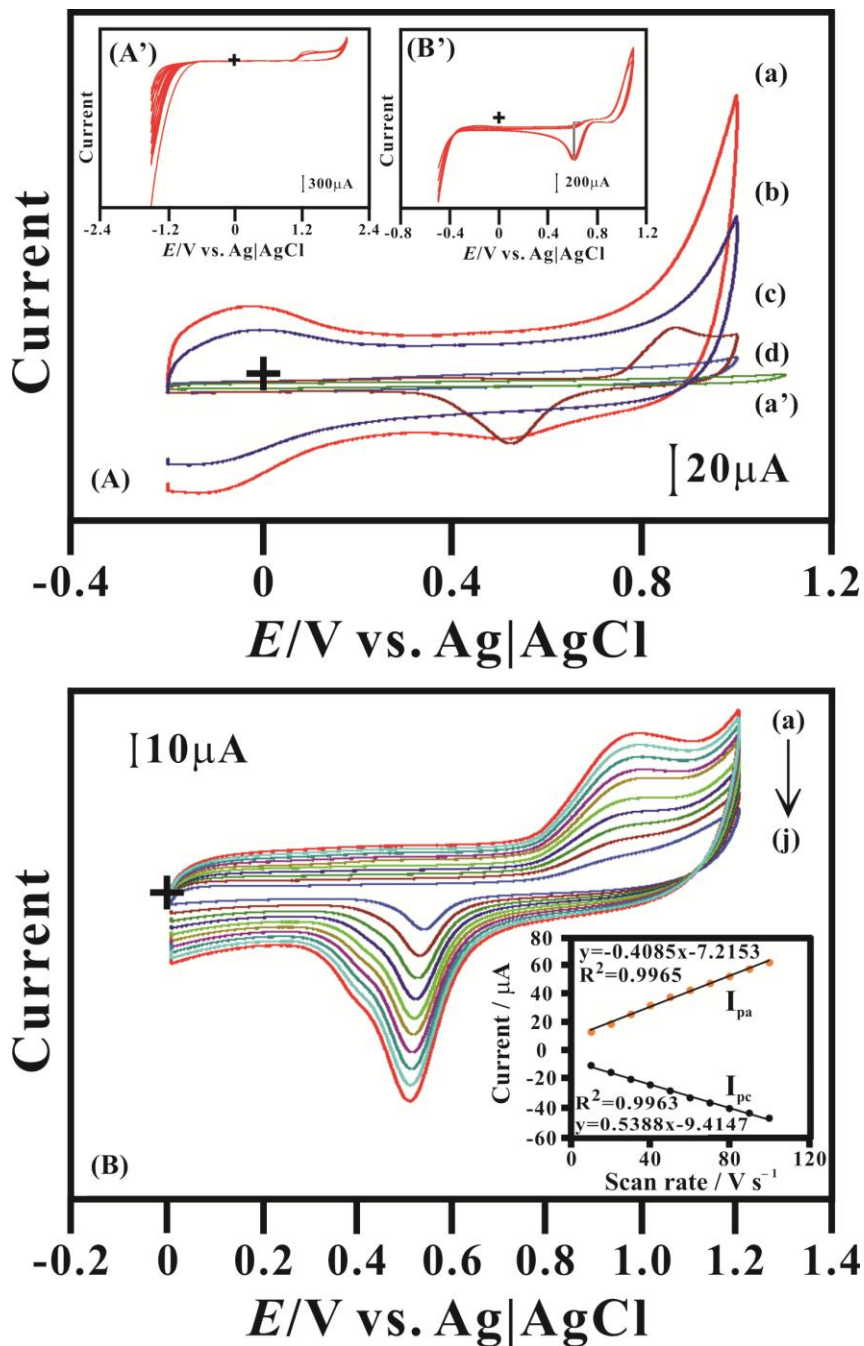 (A')
Current
300μA
-2.4
-1.2
0
1.2
2.4
E/V vs. Ag|AgCl
(B')
Current
200μA
-0.8
-0.4
0
0.4
0.8
1.2
E/V vs. Ag|AgCl
(a)
(b)
(c)
(d)
(a')
Current
(A)
20μA
-0.4
0
0.4
0.8
1.2
E/V vs. Ag|AgCl
10μA
(a)
(j)
Current
(B)
80
60
40
20
0
-20
-40
-60
Current / μA
y=-0.4085x-7.2153
R²=0.9965
Ipa
Ipc
R²=0.9963
y=0.5388x-9.4147
0
40
80
120
Scan rate / V s⁻¹
-0.2
0
0.2
0.4
0.6
0.8
1.0
1.2
1.4
E/V vs. Ag|AgCl